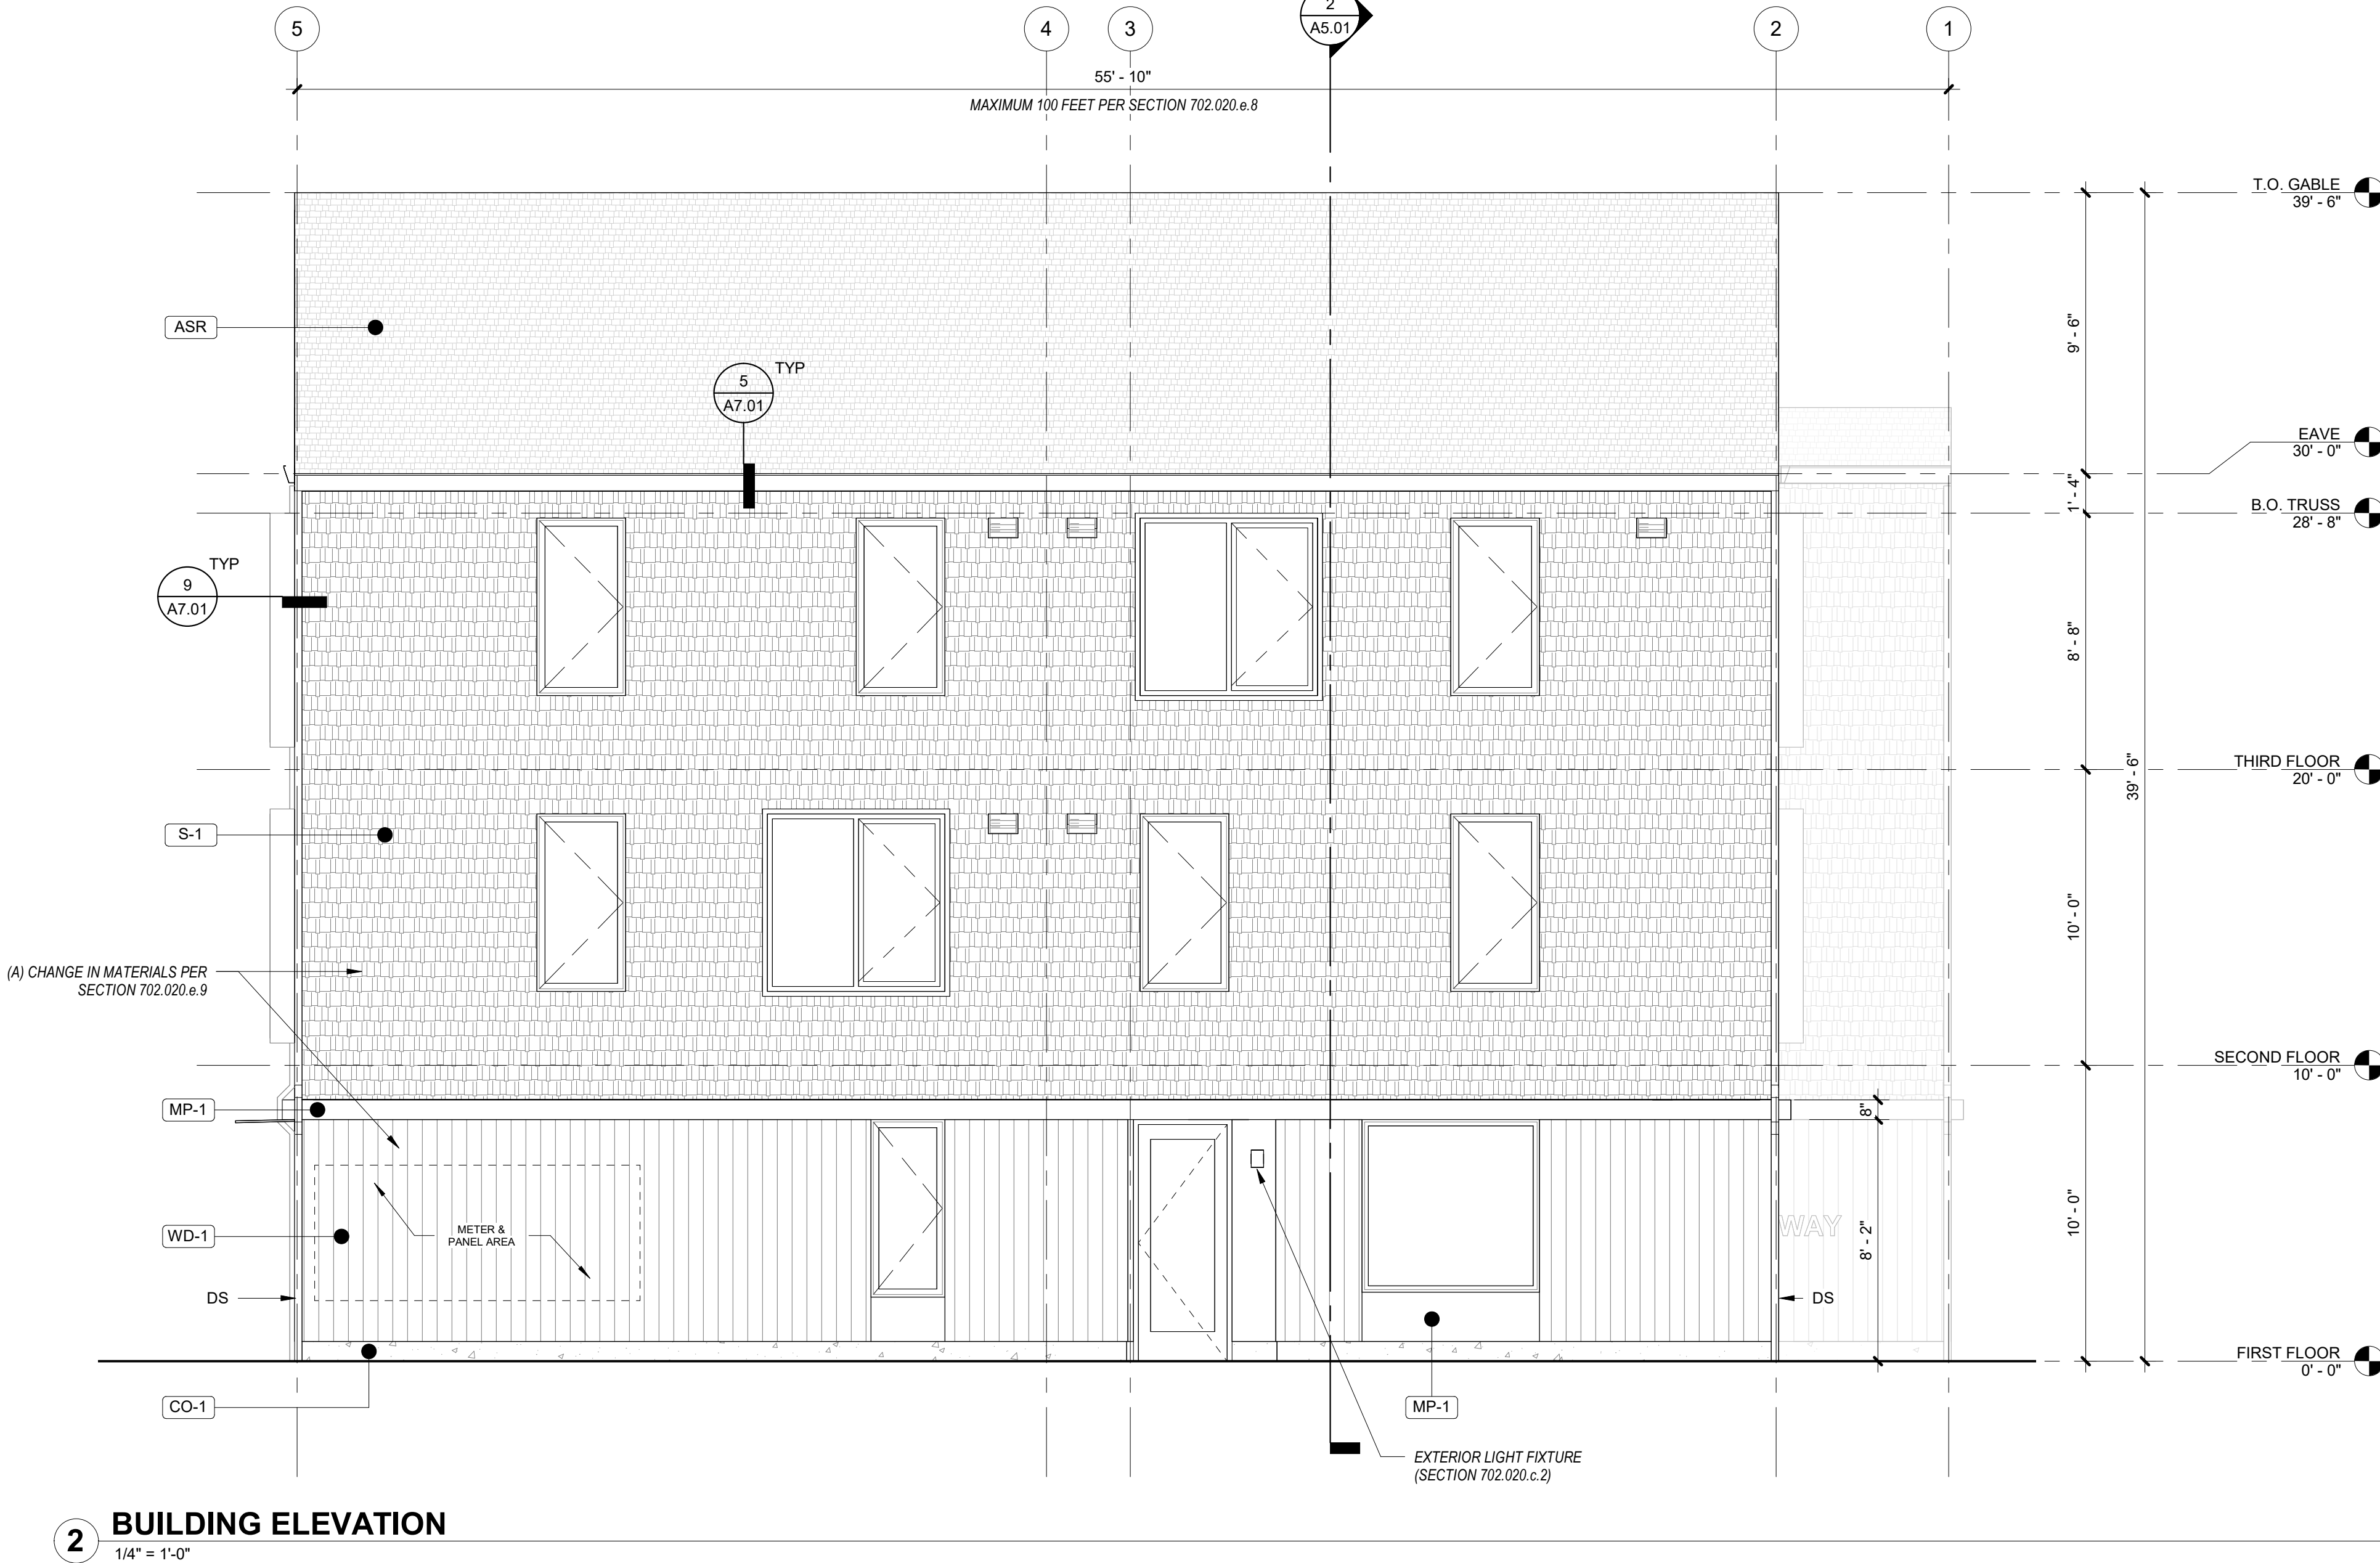 5
4
3
2
A5.01
2
1
55' - 10"
MAXIMUM 100 FEET PER SECTION 702.020.e.8
T.O. GABLE
39' - 6"
ASR
9' - 6"
5
A7.01
TYP
EAVE
30' - 0"
1' - 4"
B.O. TRUSS
28' - 8"
9
A7.01
TYP
8' - 8"
THIRD FLOOR
20' - 0"
39' - 6"
S-1
10' - 0"
(A) CHANGE IN MATERIALS PER
SECTION 702.020.e.9
SECOND FLOOR
10' - 0"
MP-1
8"
WD-1
METER &
PANEL AREA
WAY
8' - 2"
10' - 0"
DS
DS
FIRST FLOOR
0' - 0"
CO-1
MP-1
EXTERIOR LIGHT FIXTURE
(SECTION 702.020.c.2)
2
BUILDING ELEVATION
1/4" = 1'-0"